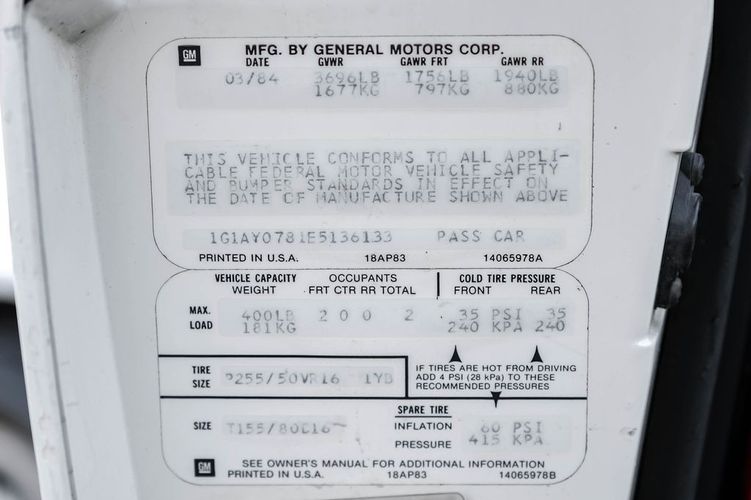 GM MFG. BY GENERAL MOTORS CORP.
DATE GVWR GAWR FRT GAWR RR
03/84 3696LB 1756LB 1940LB
1677KG 797KG 880KG
THIS VEHICLE CONFORMS TO ALL APPLI-
CABLE FEDERAL MOTOR VEHICLE SAFETY
AND BUMPER STANDARDS IN EFFECT ON
THE DATE OF MANUFACTURE SHOWN ABOVE
1G1AY0781E5136133 PASS CAR
PRINTED IN U.S.A. 18AP83 14065978A
VEHICLE CAPACITY OCCUPANTS COLD TIRE PRESSURE
WEIGHT FRT CTR RR TOTAL FRONT REAR
MAX. LOAD 400LB 2 0 0 2 35 PSI 35
181KG 240 KPA 240
TIRE SIZE P255/50VR16 1YB
IF TIRES ARE HOT FROM DRIVING
ADD 4 PSI (28 kPa) TO THESE
RECOMMENDED PRESSURES
SPARE TIRE
SIZE T155/80D16 INFLATION 60 PSI
PRESSURE 415 KPA
GM SEE OWNER'S MANUAL FOR ADDITIONAL INFORMATION
PRINTED IN U.S.A. 18AP83 14065978B